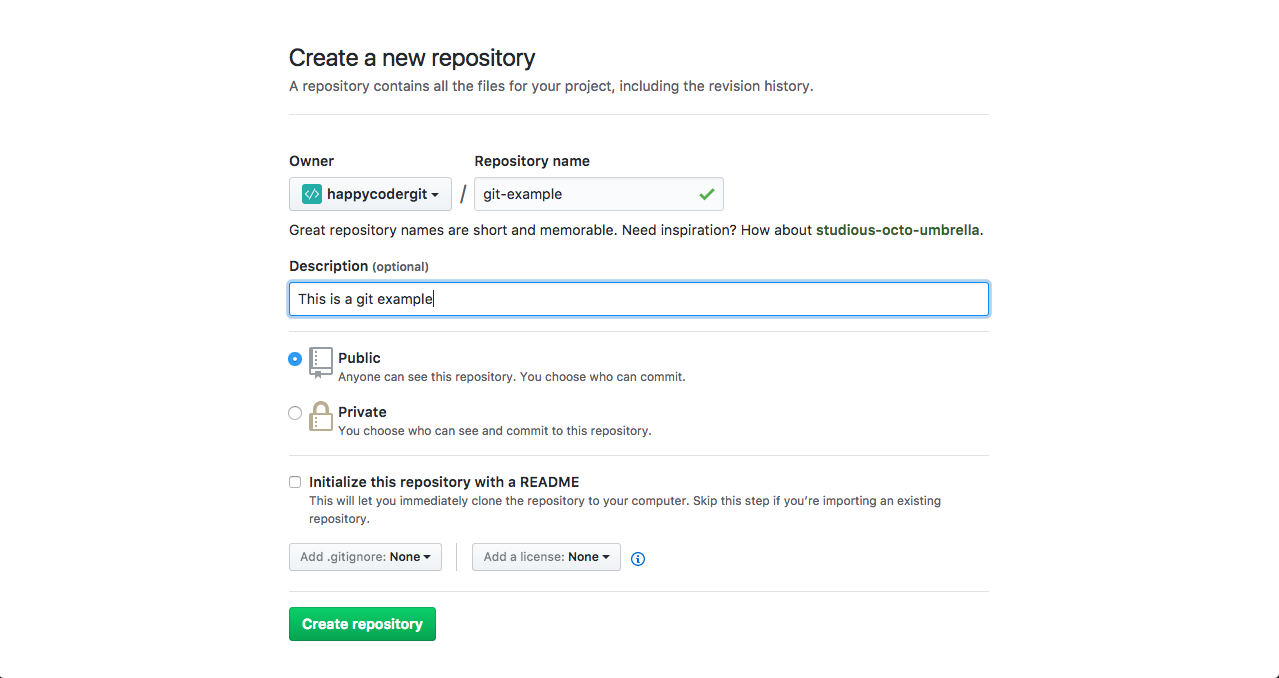 Create a new repository
A repository contains all the files for your project, including the revision history.
Owner
Repository name
happycodergit / git-example
Great repository names are short and memorable. Need inspiration? How about studious-octo-umbrella.
Description (optional)
This is a git example
Public
Anyone can see this repository. You choose who can commit.
Private
You choose who can see and commit to this repository.
Initialize this repository with a README
This will let you immediately clone the repository to your computer. Skip this step if you’re importing an existing
repository.
Add .gitignore: None
Add a license: None
Create repository